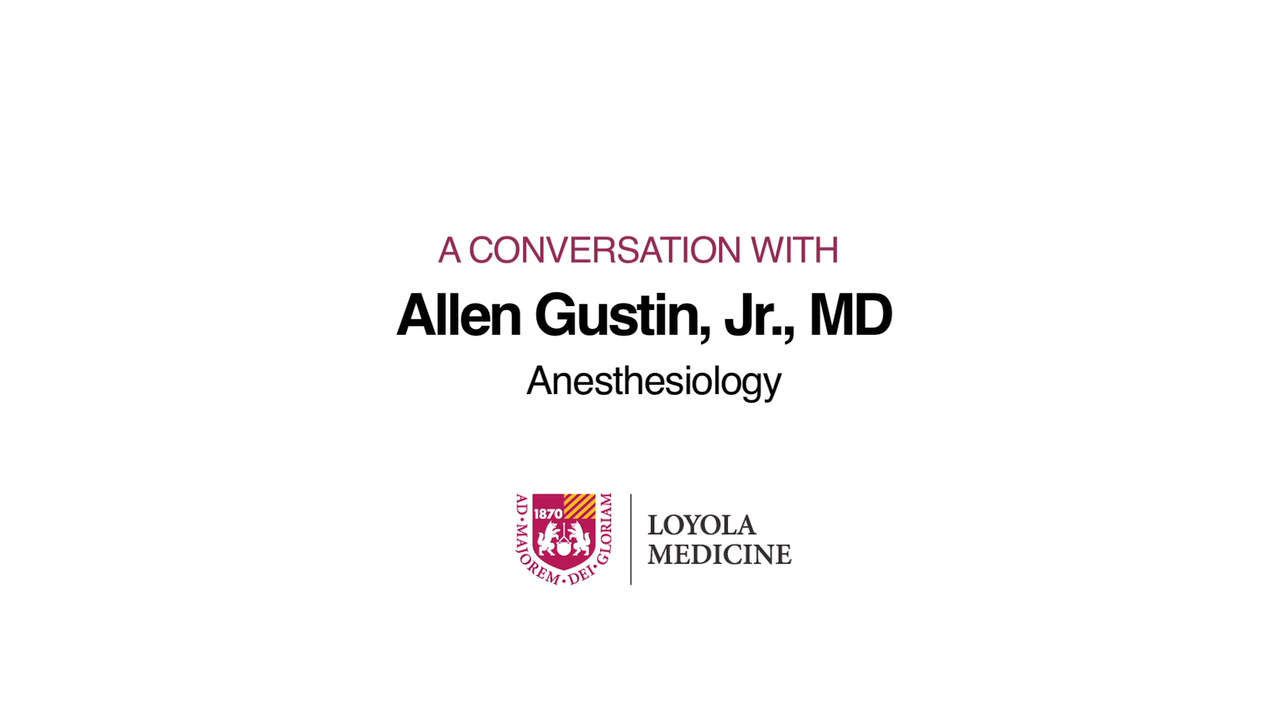 A CONVERSATION WITH
Allen Gustin, Jr., MD
Anesthesiology
AD • MAJOREM • DEI • GLORIAM
1870
LOYOLA
MEDICINE